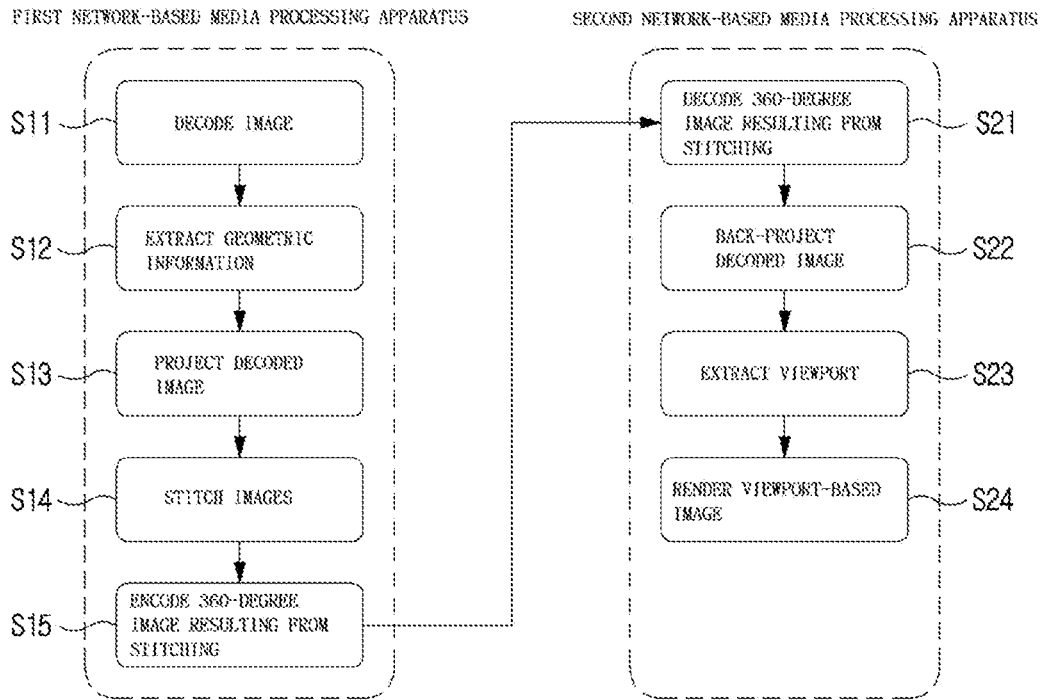 FIRST NETWORK-BASED MEDIA PROCESSING APPARATUS
S11
DECODE IMAGE
S12
EXTRACT GEOMETRIC
INFORMATION
S13
PROJECT DECODED
IMAGE
S14
STITCH IMAGES
S15
ENCODE 360-DEGREE
IMAGE RESULTING FROM
STITCHING
SECOND NETWORK-BASED MEDIA PROCESSING APPARATUS
DECODE 360-DEGREE
IMAGE RESULTING FROM
STITCHING
S21
BACK-PROJECT
DECODED IMAGE
S22
EXTRACT VIEWPORT
S23
RENDER VIEWPORT-BASED
IMAGE
S24